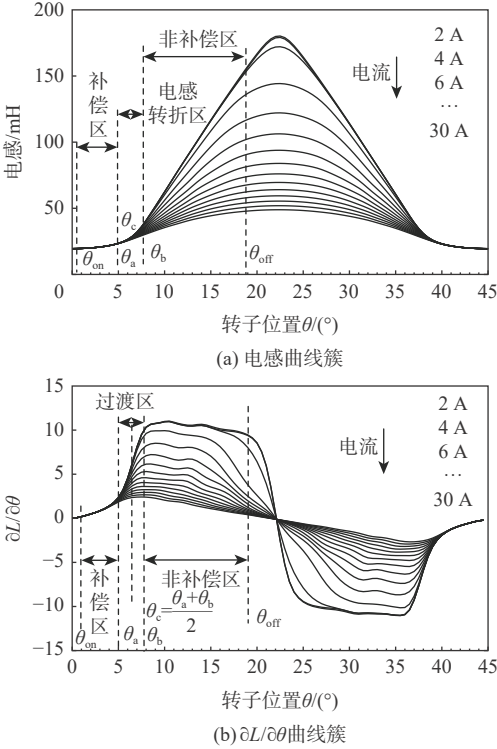 200
150
100
50
电感/mH
非补偿区
补
偿
区
电感
转折区
电流
2 A
4 A
6 A
…
30 A
θc
θon
θa
θb
θoff
0 5 10 15 20 25 30 35 40 45
转子位置θ/(°)
(a) 电感曲线簇
15
10
5
0
−5
−10
−15
∂L/∂θ
过渡区
电流
2 A
4 A
6 A
…
30 A
补
偿
区
非补偿区
θon
θa
θb
θc=(θa+θb)/2
θoff
0 5 10 15 20 25 30 35 40 45
转子位置θ/(°)
(b) ∂L/∂θ曲线簇